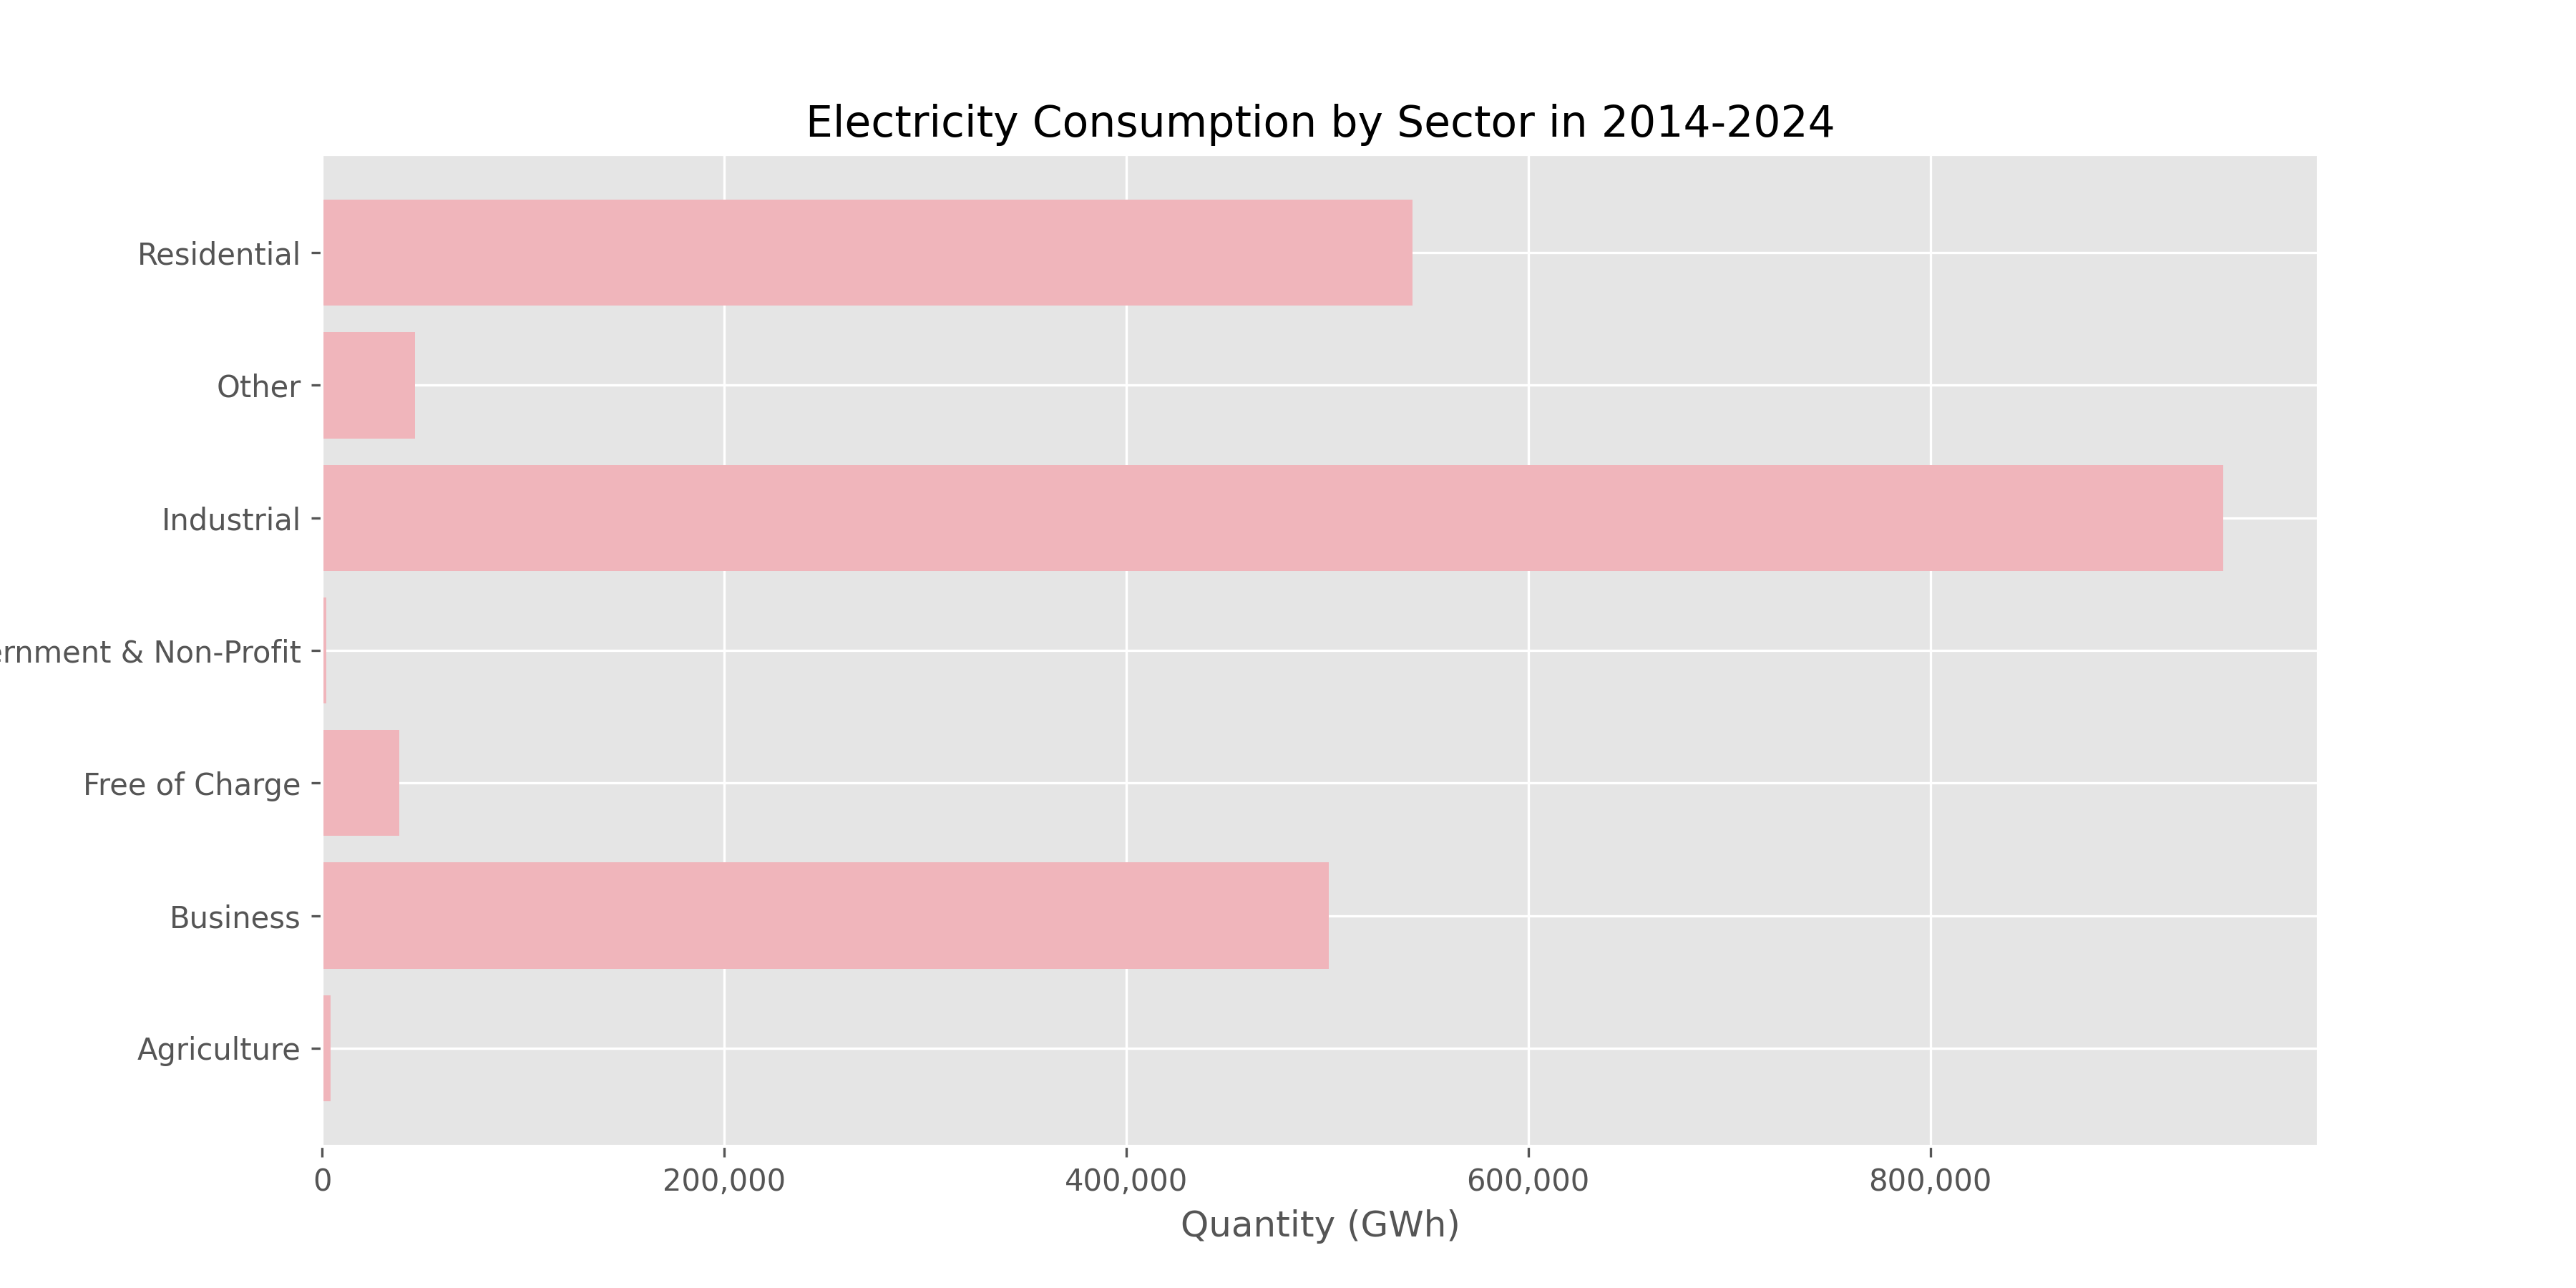 Electricity Consumption by Sector in 2014-2024
Residential
Other
Industrial
ernment & Non-Profit
Free of Charge
Business
Agriculture
0 200,000 400,000 600,000 800,000
Quantity (GWh)